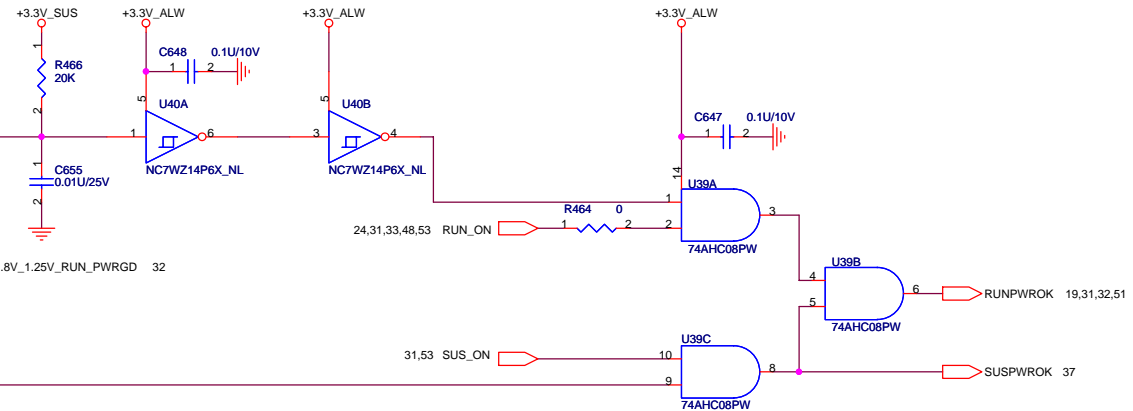 +3.3V_SUS
+3.3V_ALW
+3.3V_ALW
+3.3V_ALW
1
R466
20K
2
C648
0.1U/10V
1
2
5
U40A
1
6
NC7WZ14P6X_NL
5
U40B
3
4
NC7WZ14P6X_NL
1
C655
0.01U/25V
2
C647
0.1U/10V
1
2
14
U39A
1
2
3
74AHC08PW
R464
0
1
2
24,31,33,48,53 RUN_ON
.8V_1.25V_RUN_PWRGD 32
U39B
4
5
6
74AHC08PW
RUNPWROK 19,31,32,51
31,53 SUS_ON
U39C
10
9
8
74AHC08PW
SUSPWROK 37